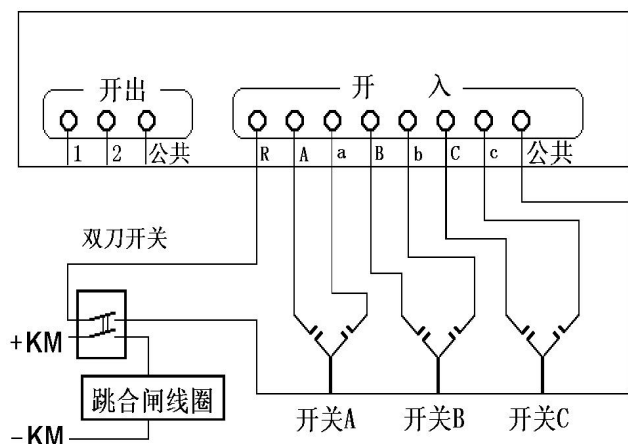 开出
开 入
1 2 公共
R A a B b C c 公共
双刀开关
+KM
跳合闸线圈
-KM
开关A 开关B 开关C